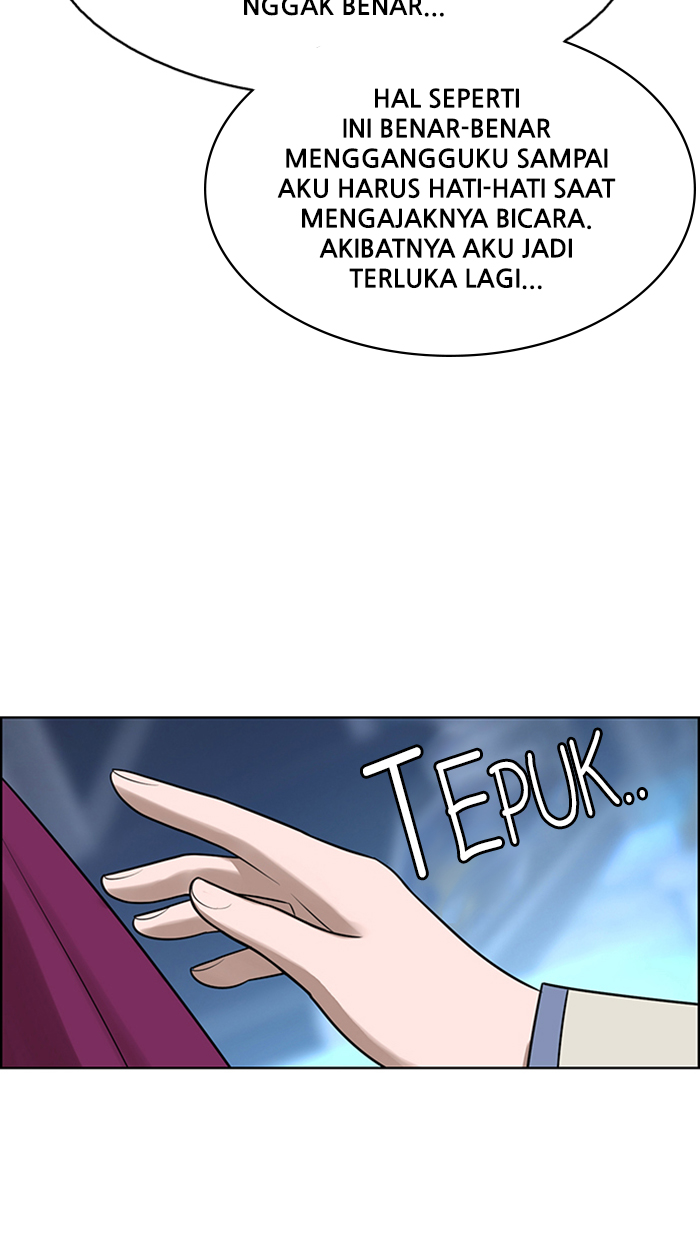 NGGAK BENAR...
HAL SEPERTI
INI BENAR-BENAR
MENGGANGGUKU SAMPAI
AKU HARUS HATI-HATI SAAT
MENGAJAKNYA BICARA.
AKIBATNYA AKU JADI
TERLUKA LAGI...
TEPUK..